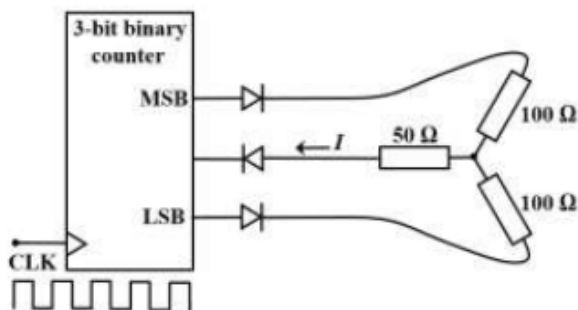 3-bit binary
counter
MSB
100 Ω
50 Ω
← I
LSB
100 Ω
CLK